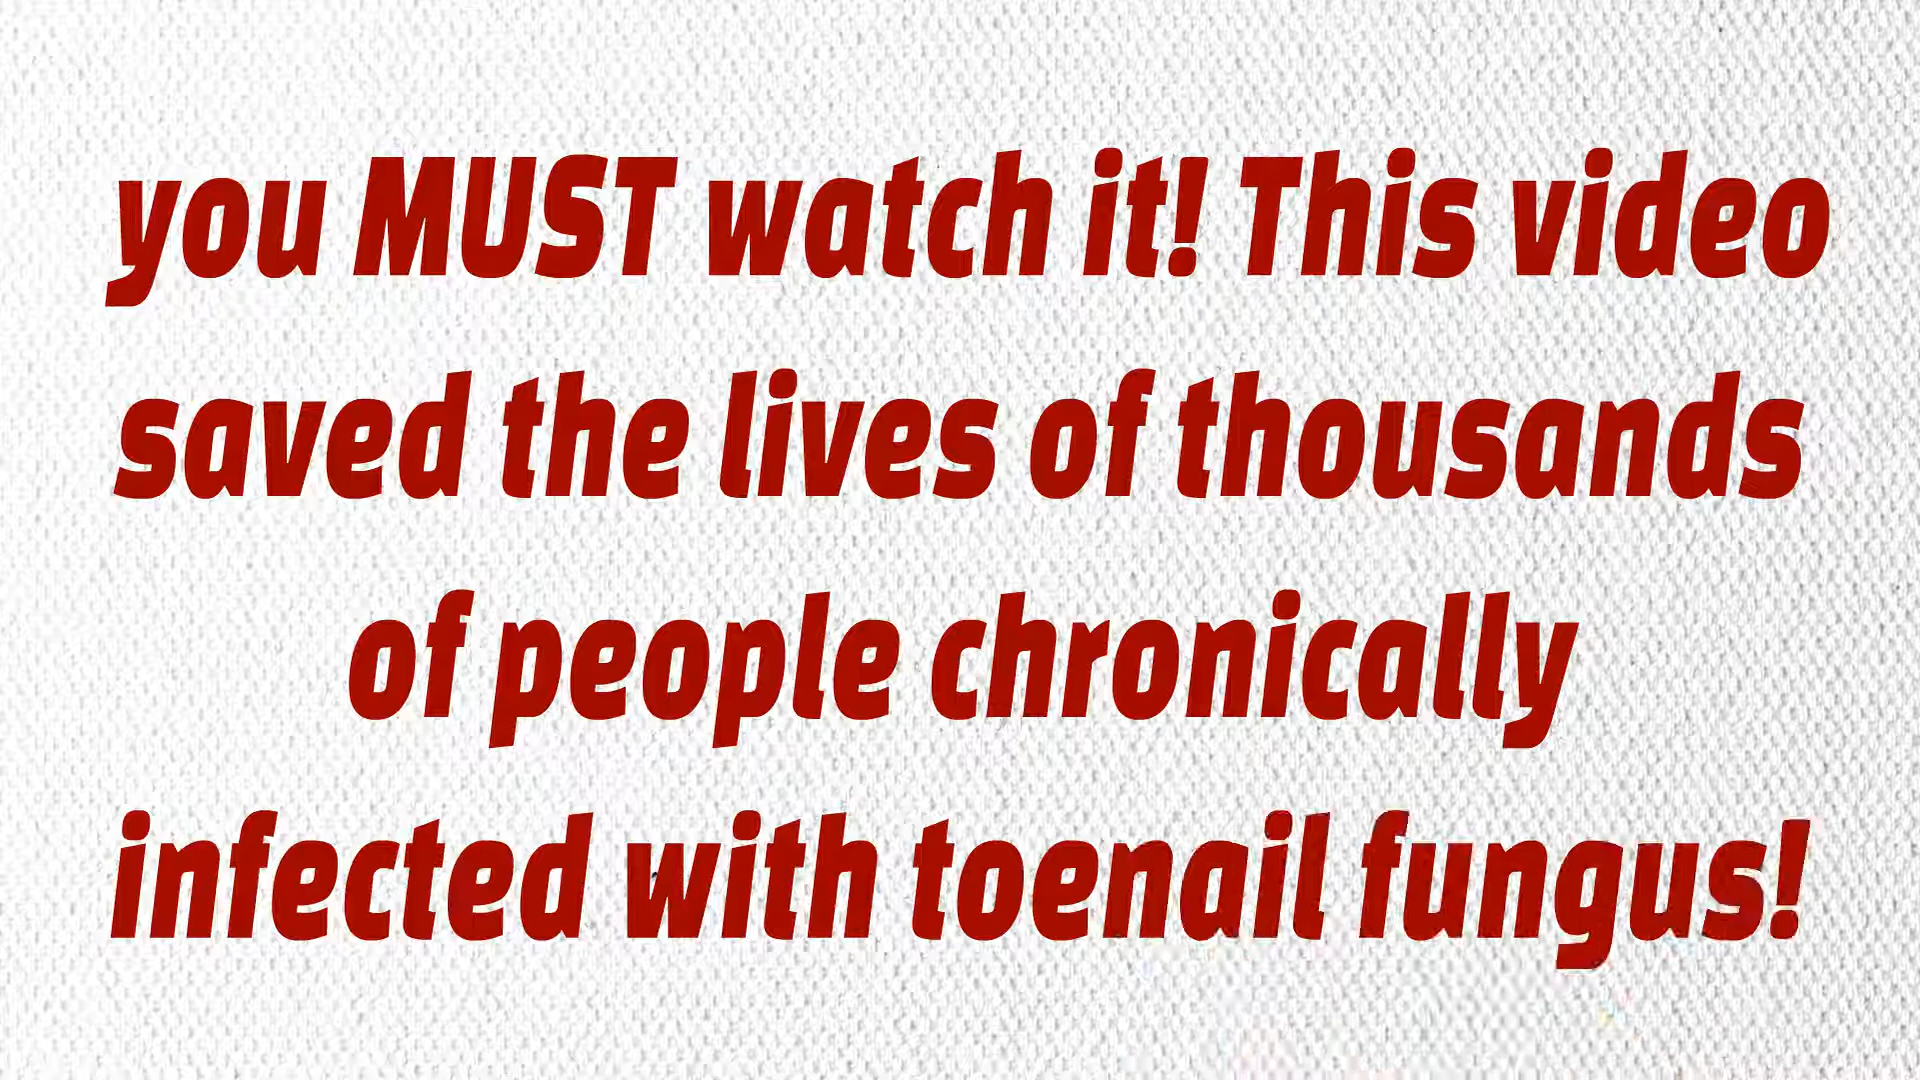 you MUST watch it! This video
saved the lives of thousands
of people chronically
infected with toenail fungus!